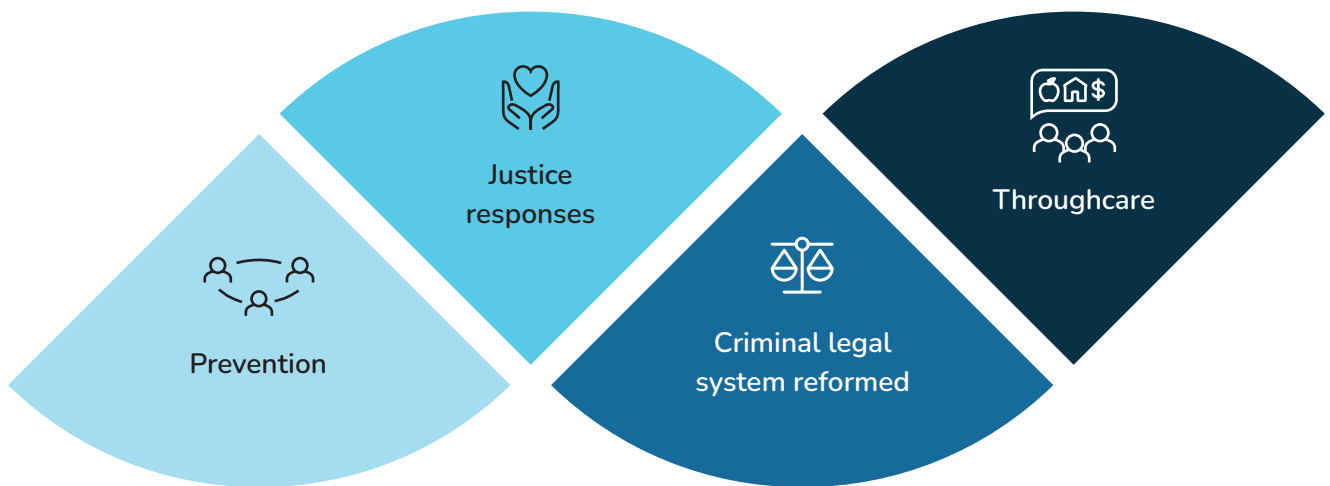 Prevention
Justice
responses
Criminal legal
system reformed
$
Throughcare